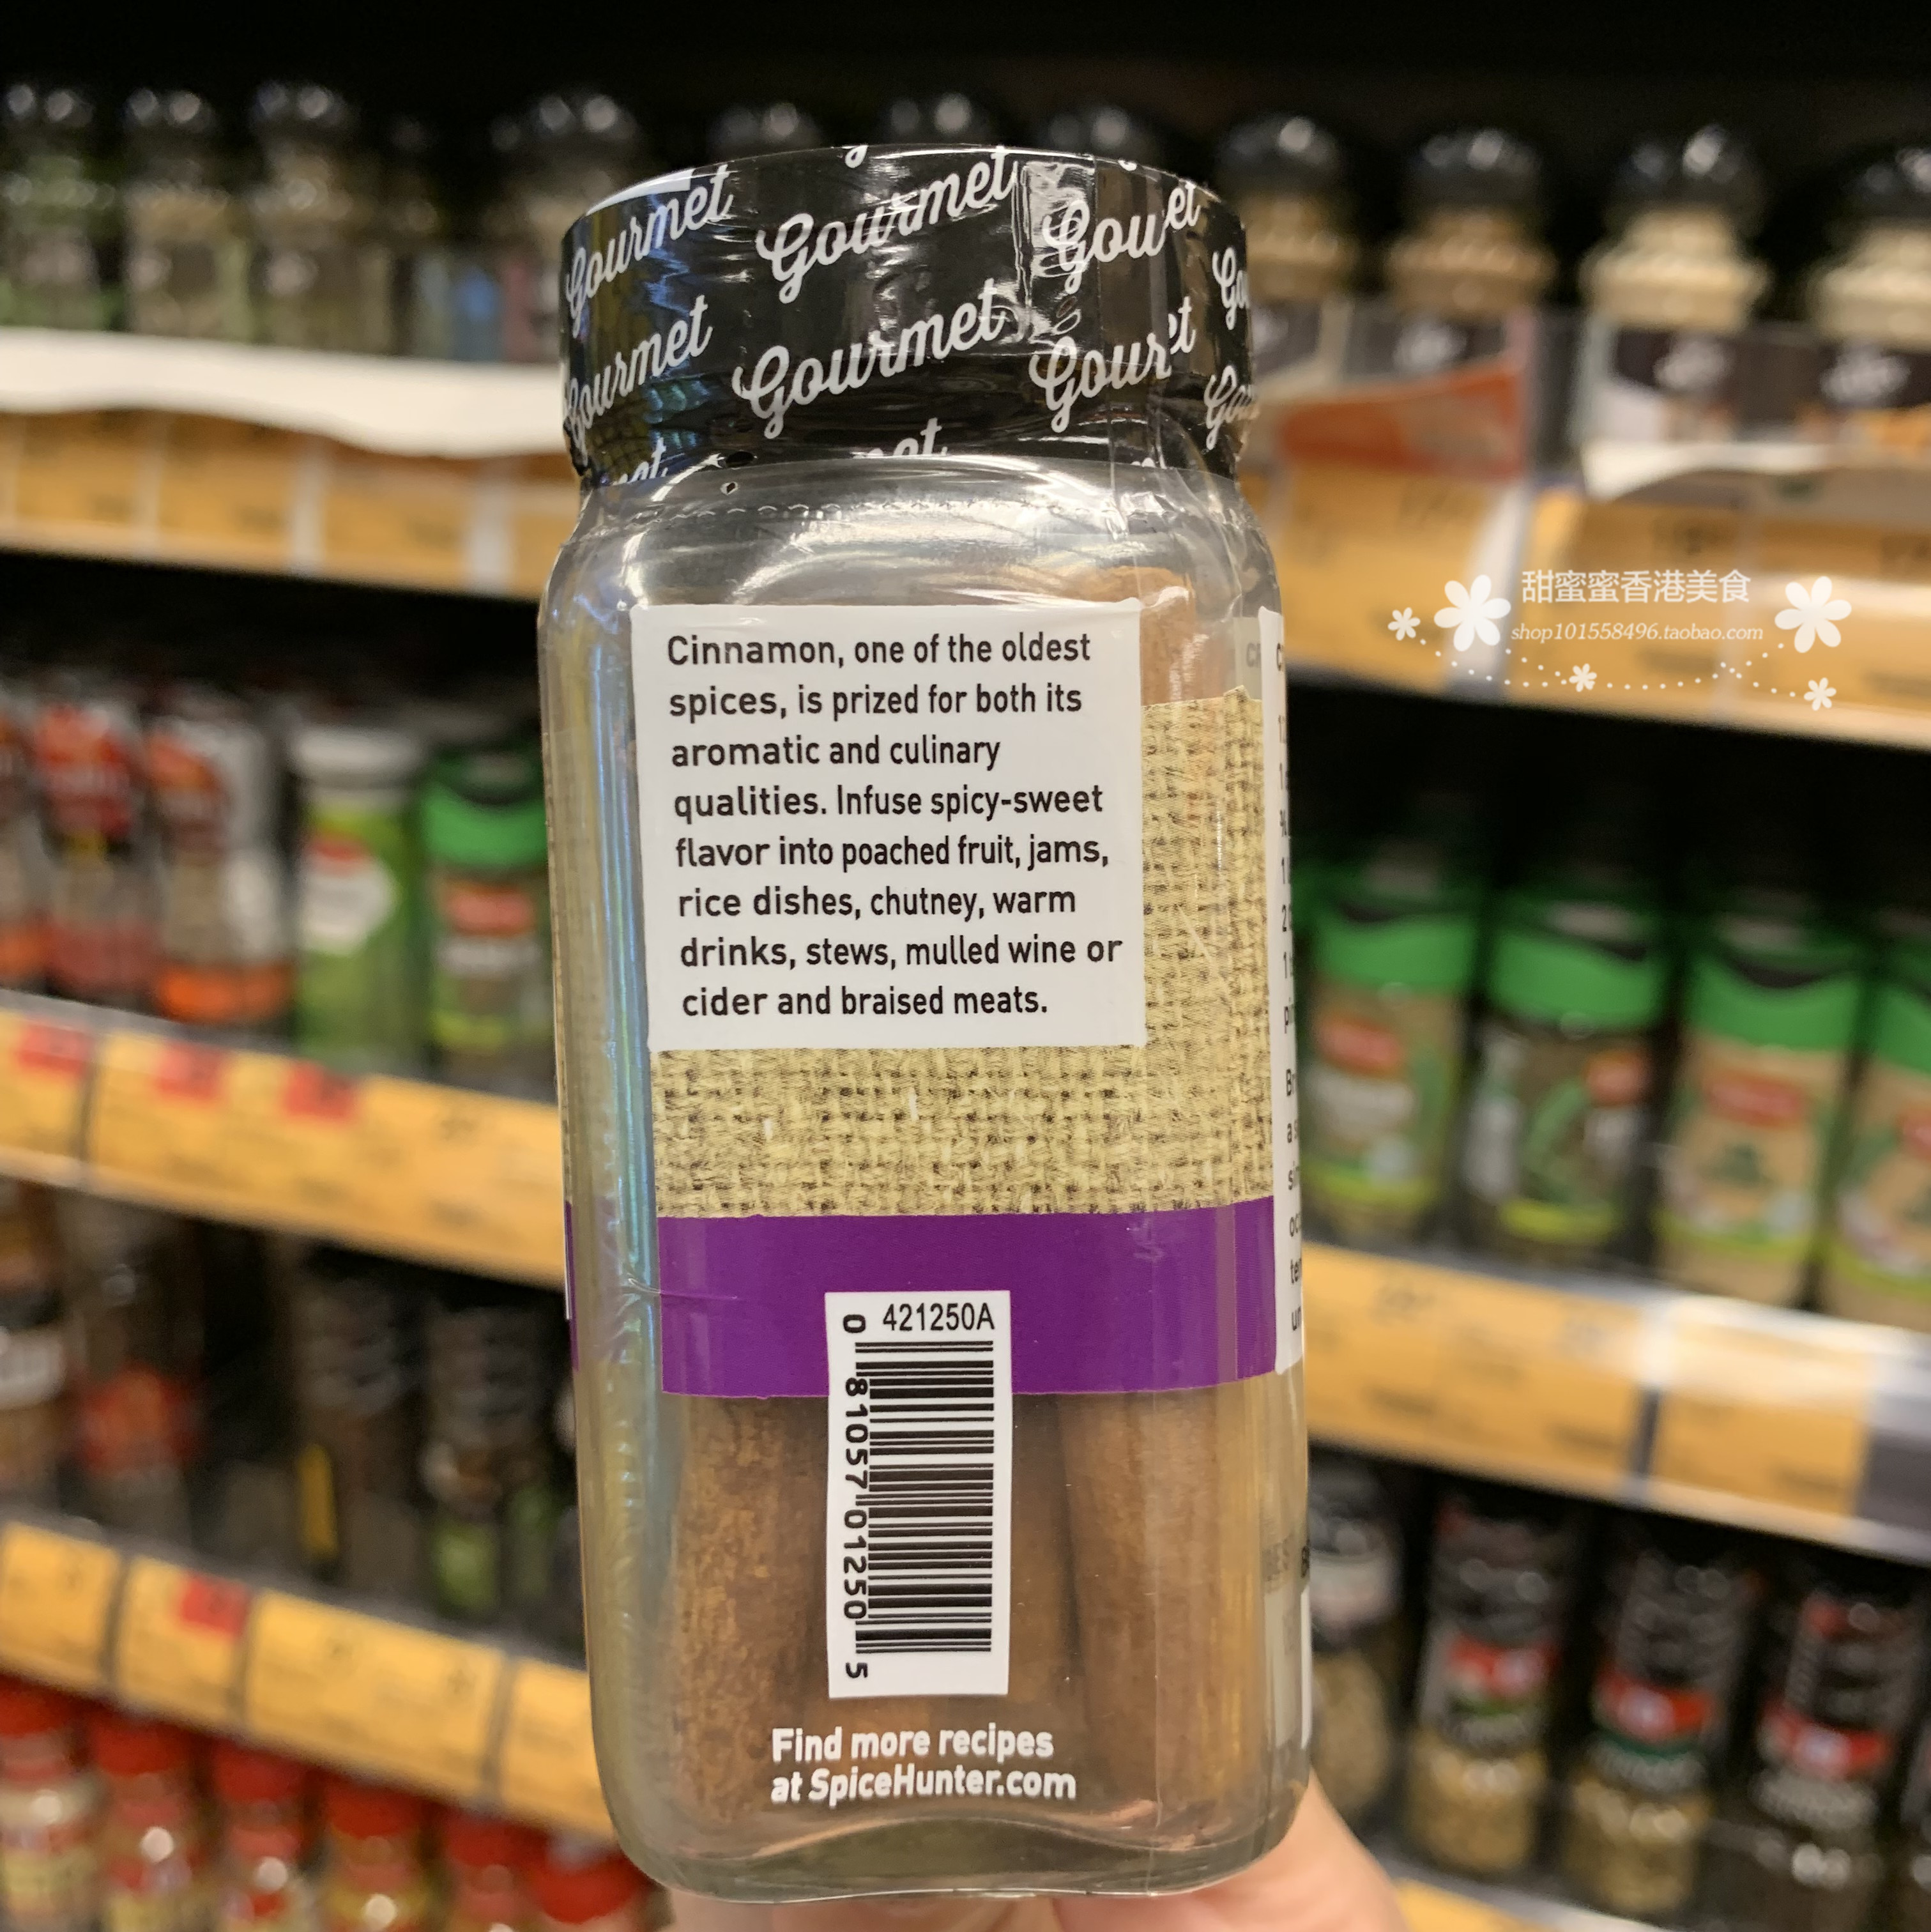 Gourmet Gourmet
Gourmet Gourmet
Cinnamon, one of the oldest
spices, is prized for both its
aromatic and culinary
qualities. Infuse spicy-sweet
flavor into poached fruit, jams,
rice dishes, chutney, warm
drinks, stews, mulled wine or
cider and braised meats.
421250A
0 81057 01250 5
Find more recipes
at SpiceHunter.com
甜蜜蜜香港美食
shop101558496.taobao.com